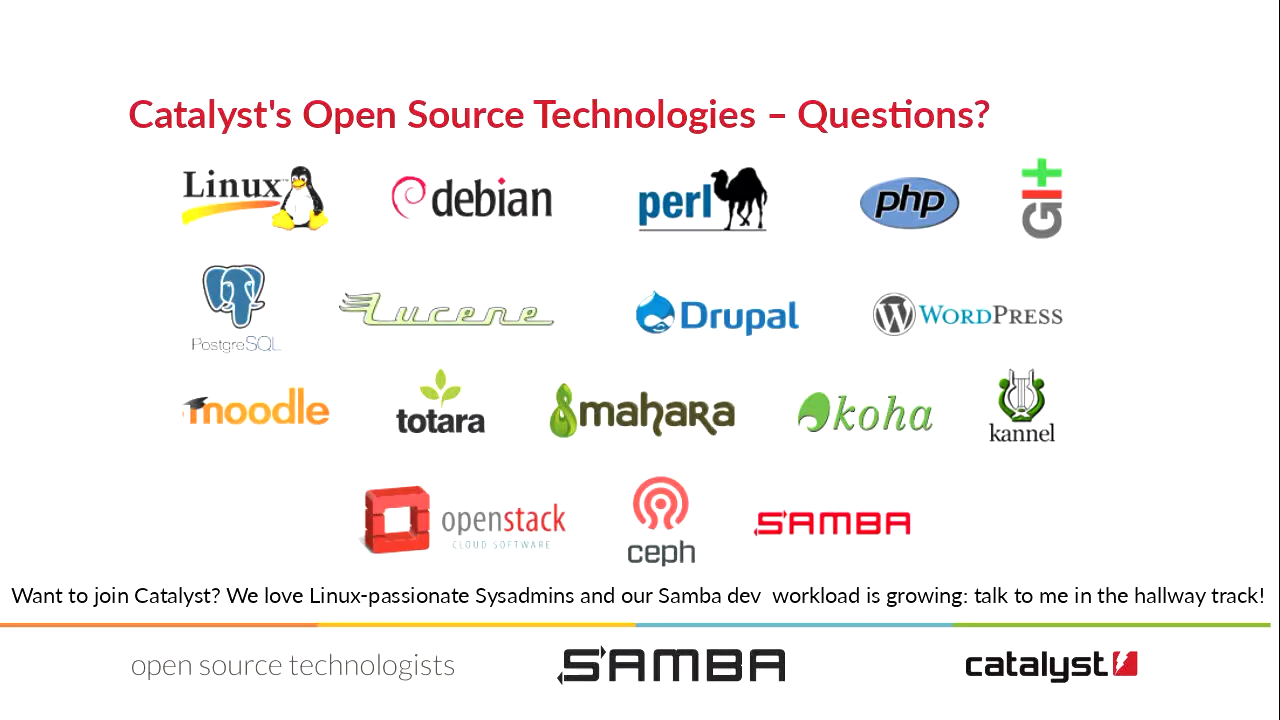 Catalyst's Open Source Technologies – Questions?
Linux™ debian perl php GIt
PostgreSQL Lucene Drupal WORDPRESS
moodle totara mahara koha kannel
openstack
CLOUD SOFTWARE
ceph SAMBA
Want to join Catalyst? We love Linux-passionate Sysadmins and our Samba dev  workload is growing: talk to me in the hallway track!
open source technologists SAMBA catalyst